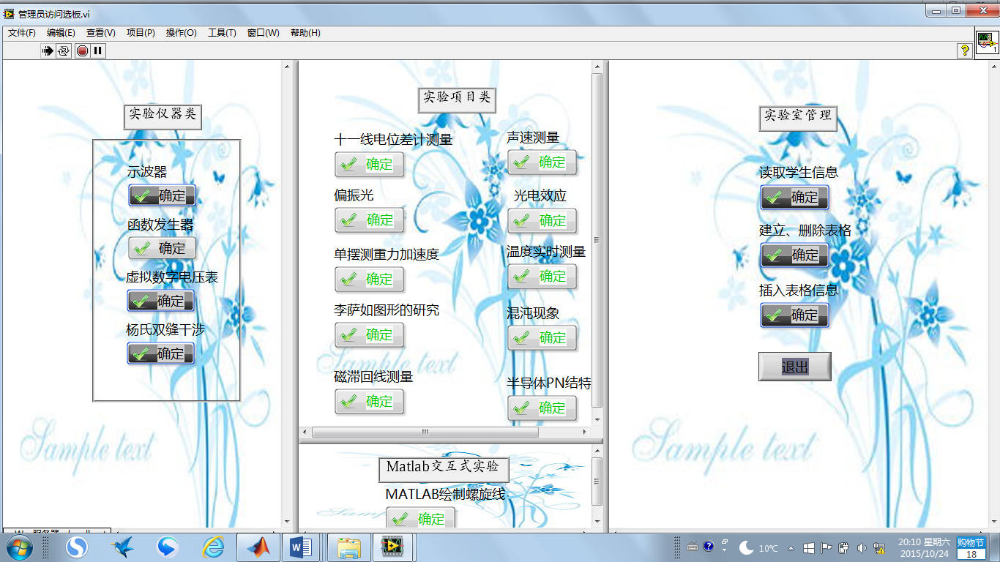 管理员访问选板.vi
文件(F) 编辑(E) 查看(V) 项目(P) 操作(O) 工具(T) 窗口(W) 帮助(H)
1
实验仪器类
示波器
确定
函数发生器
确定
虚拟数字电压表
确定
杨氏双缝干涉
确定
Sample text
实验项目类
十一线电位差计测量
确定
偏振光
确定
单摆测重力加速度
确定
李萨如图形的研究
确定
磁滞回线测量
确定
声速测量
确定
光电效应
确定
温度实时测量
确定
混沌现象
确定
半导体PN结特
确定
Sample text
Matlab交互式实验
MATLAB绘制螺旋线
确定
实验室管理
读取学生信息
确定
建立、删除表格
确定
插入表格信息
确定
退出
Sample text
10℃
20:10 星期六
2015/10/24
购物节
18